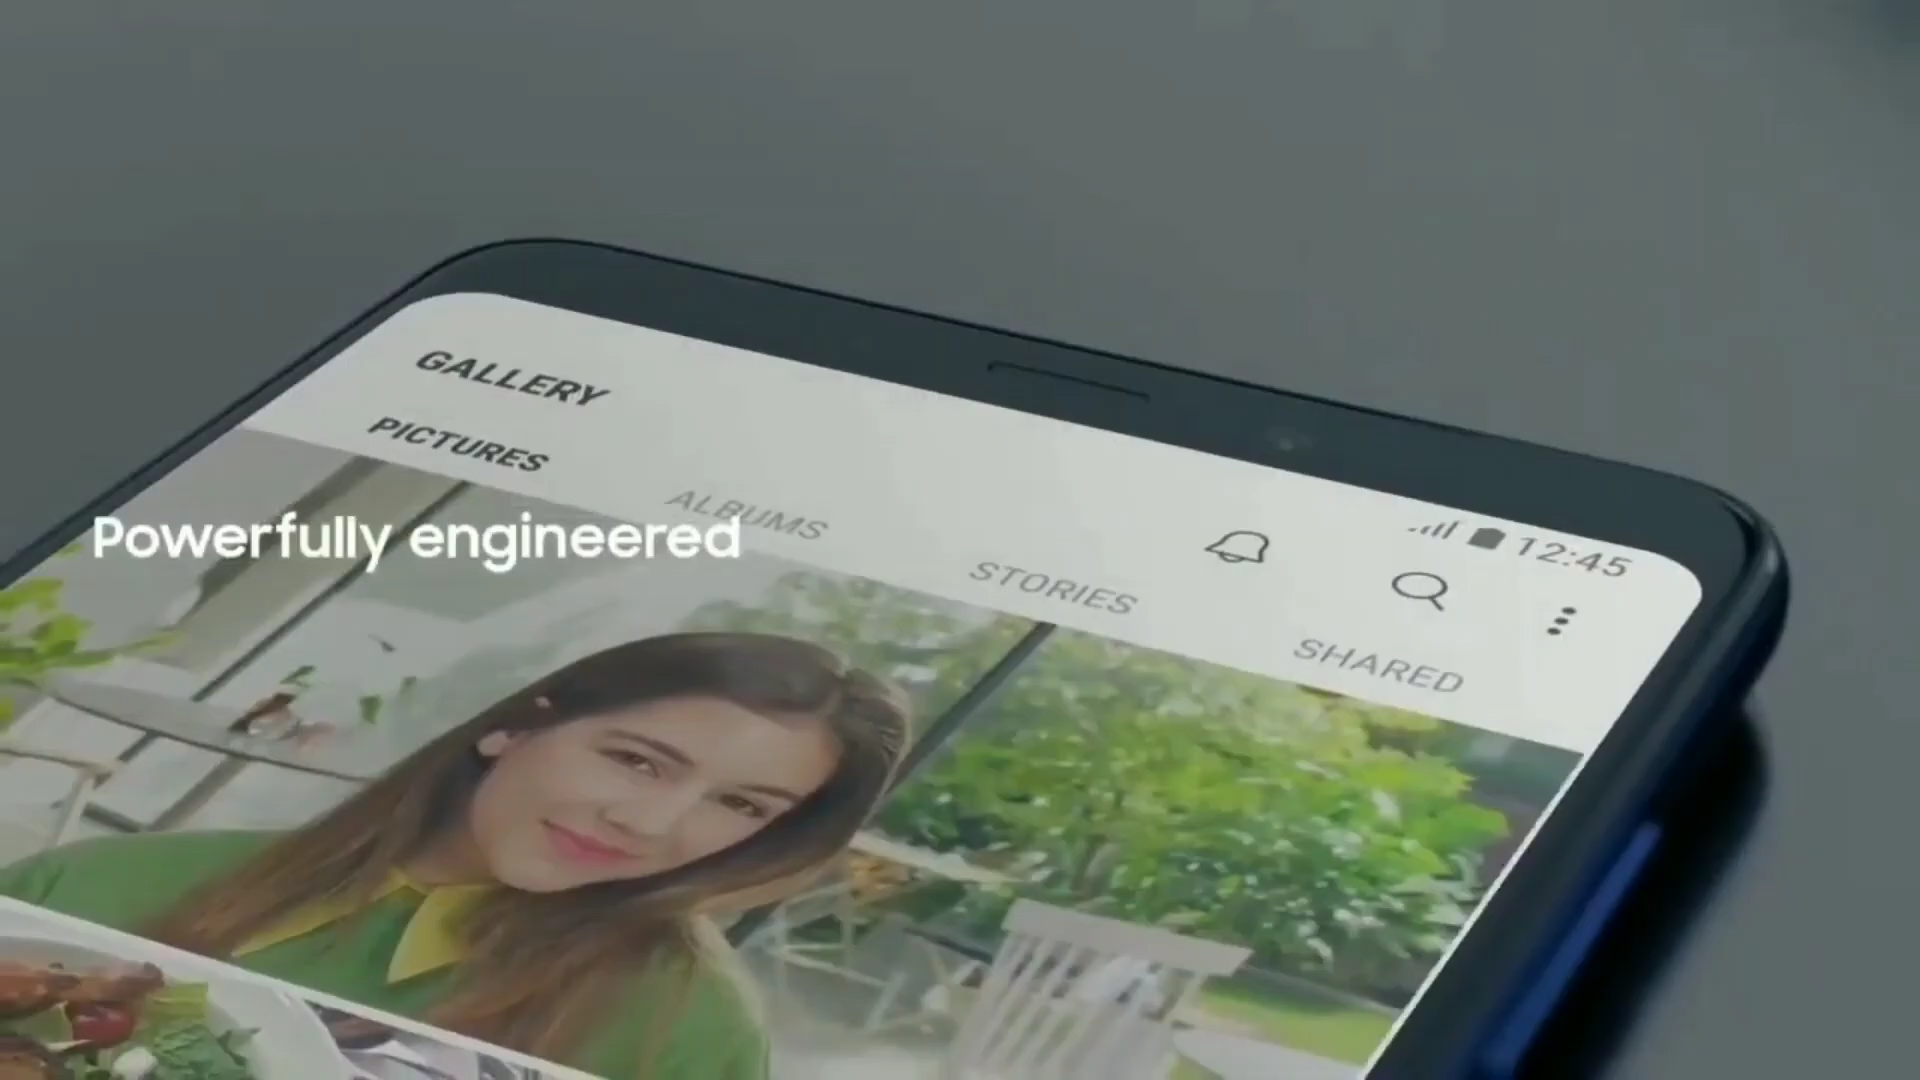 GALLERY
PICTURES
ALBUMS
STORIES
SHARED
12:45
Powerfully engineered